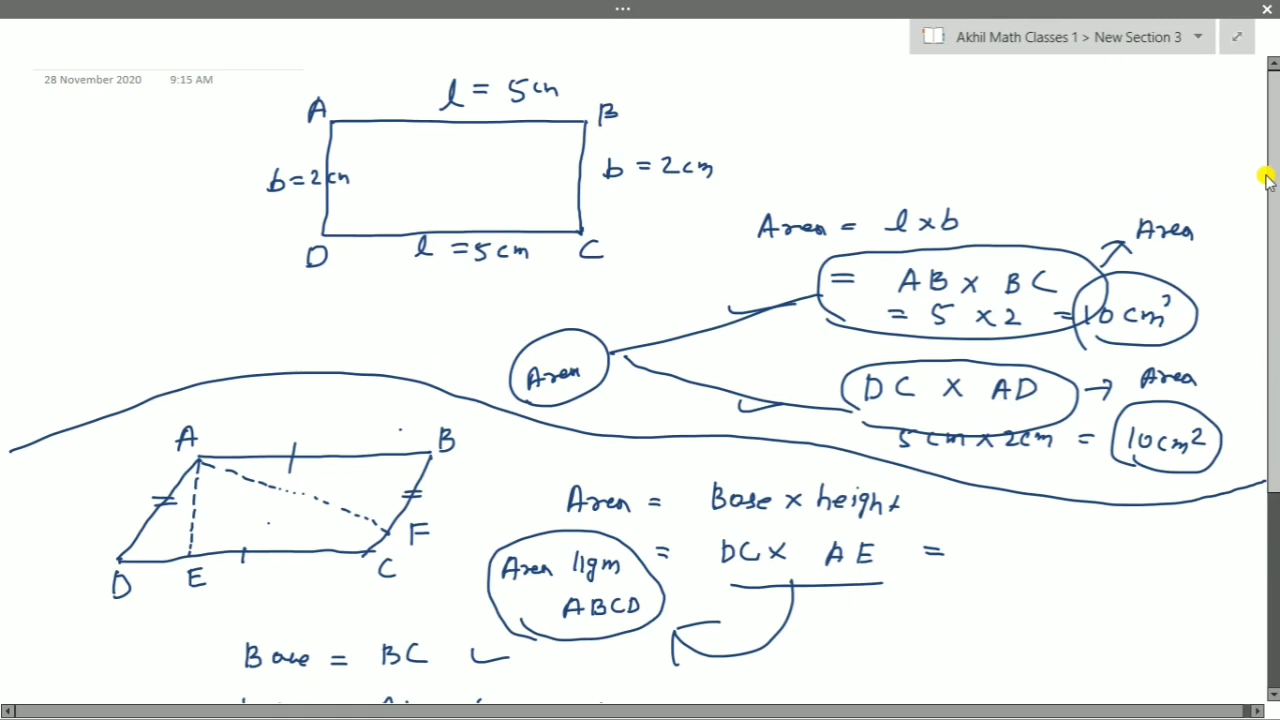 Akhil Math Classes 1 > New Section 3
28 November 2020 9:15 AM
l = 5cm
A B
b = 2cm b = 2cm
D l = 5cm C
Area = l x b
Area
= AB x BC
= 5 x 2 = 10 cm²
Area
DC X AD
Area
5cm x 2cm = 10cm2
A B
F
D E C
Area = Base x height
Area ||gm
ABCD
= DC x AE =
Base = BC